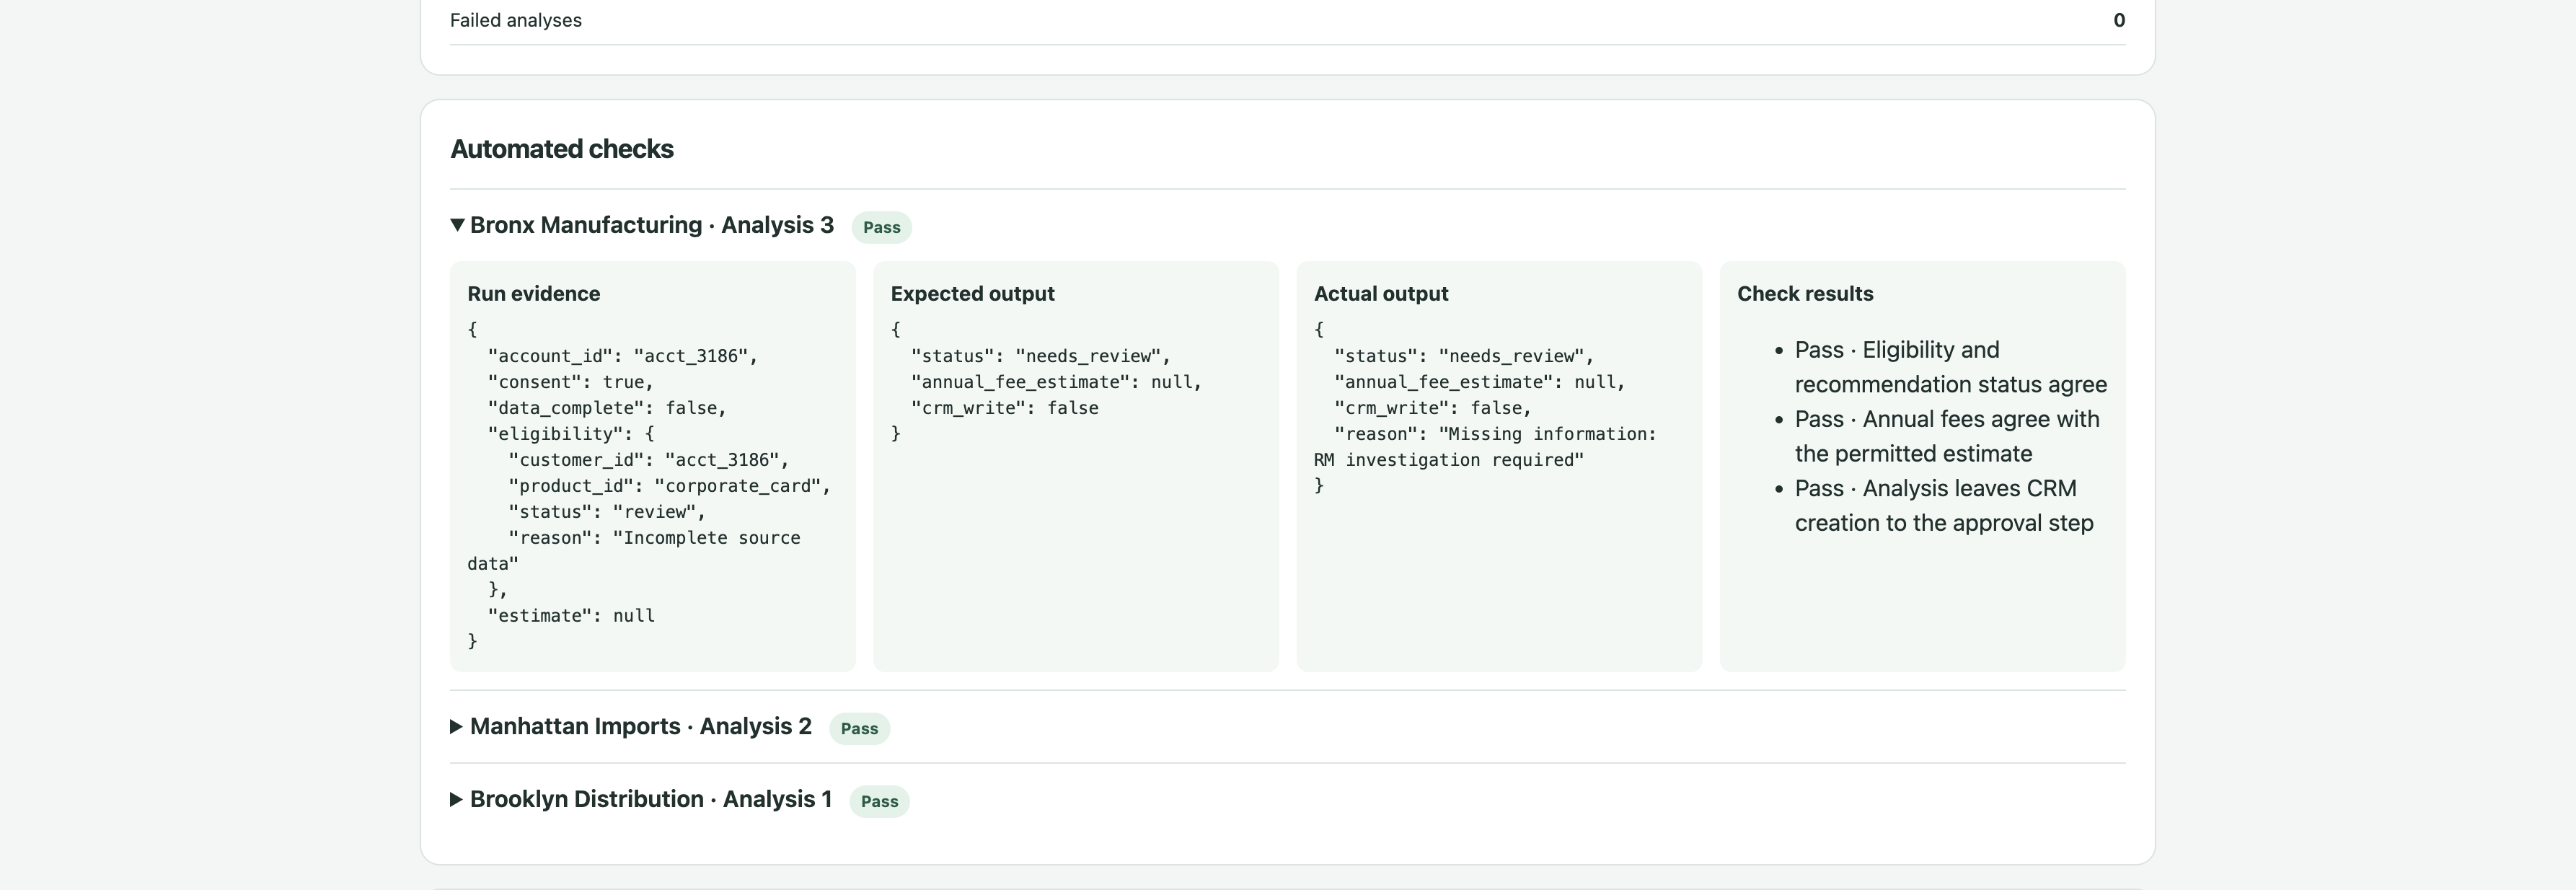 Failed analyses 0
Automated checks
▼ Bronx Manufacturing · Analysis 3 Pass
Run evidence
{
  "account_id": "acct_3186",
  "consent": true,
  "data_complete": false,
  "eligibility": {
    "customer_id": "acct_3186",
    "product_id": "corporate_card",
    "status": "review",
    "reason": "Incomplete source
data"
  },
  "estimate": null
}
Expected output
{
  "status": "needs_review",
  "annual_fee_estimate": null,
  "crm_write": false
}
Actual output
{
  "status": "needs_review",
  "annual_fee_estimate": null,
  "crm_write": false,
  "reason": "Missing information:
RM investigation required"
}
Check results
• Pass · Eligibility and
recommendation status agree
• Pass · Annual fees agree with
the permitted estimate
• Pass · Analysis leaves CRM
creation to the approval step
▶ Manhattan Imports · Analysis 2 Pass
▶ Brooklyn Distribution · Analysis 1 Pass